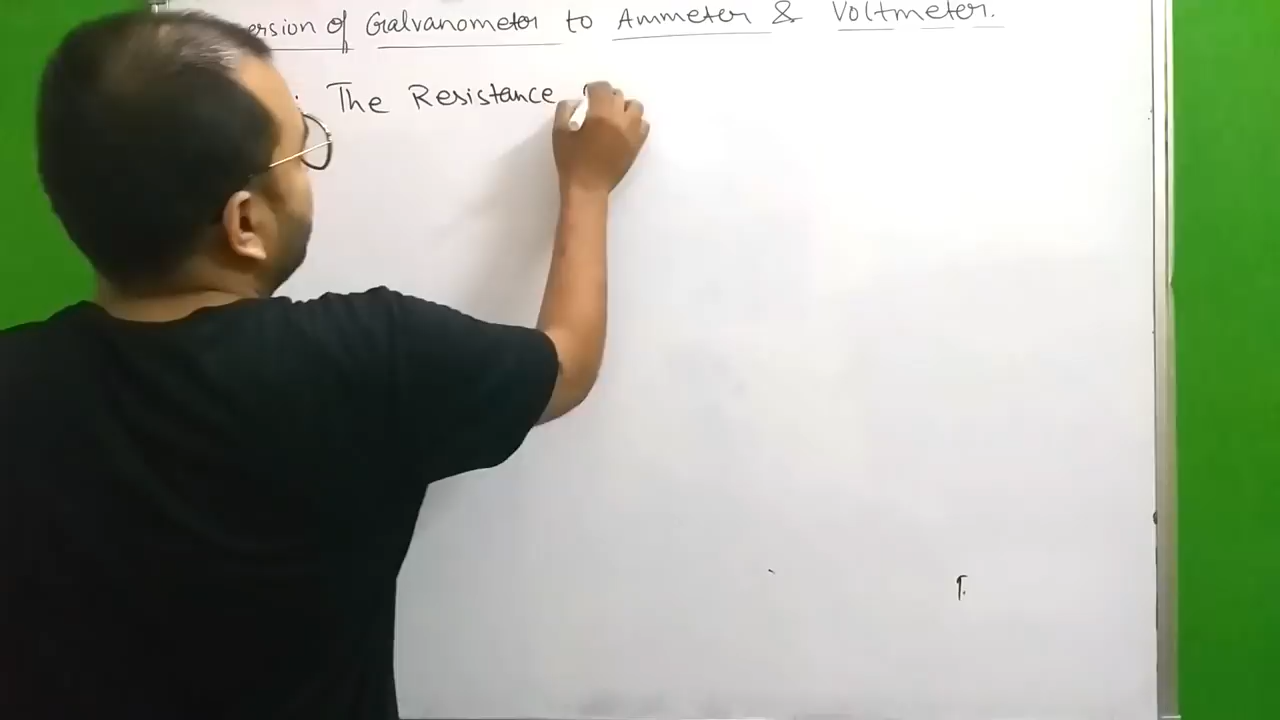 ersion of Galvanometer to Ammeter & Voltmeter.
The Resistance